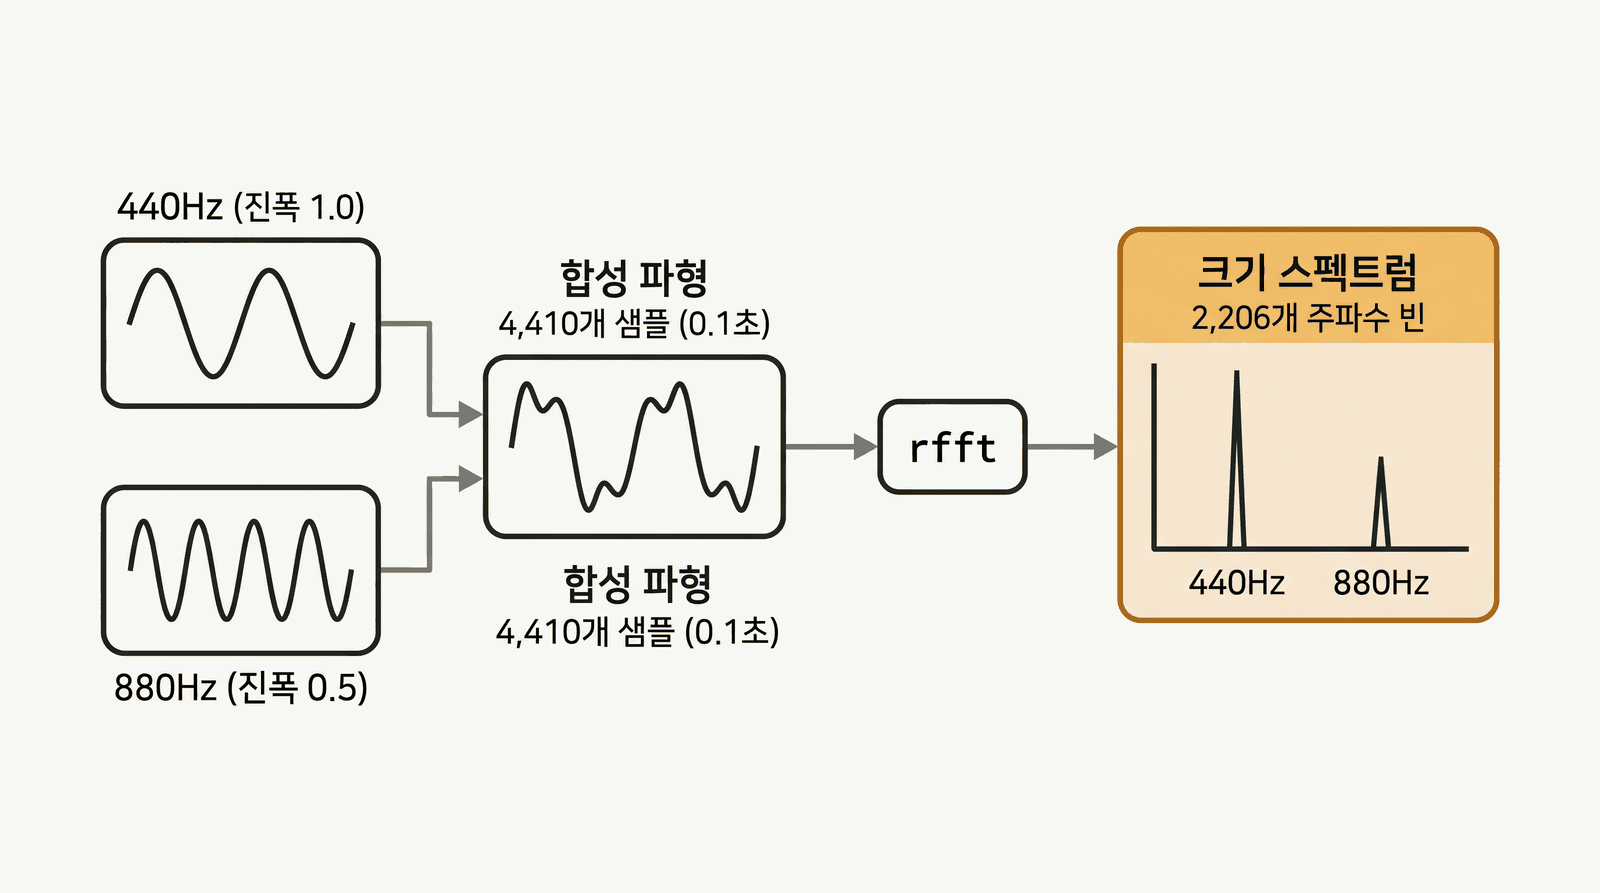 440Hz (진폭 1.0)
880Hz (진폭 0.5)
합성 파형
4,410개 샘플 (0.1초)
합성 파형
4,410개 샘플 (0.1초)
rfft
크기 스펙트럼
2,206개 주파수 빈
440Hz 880Hz